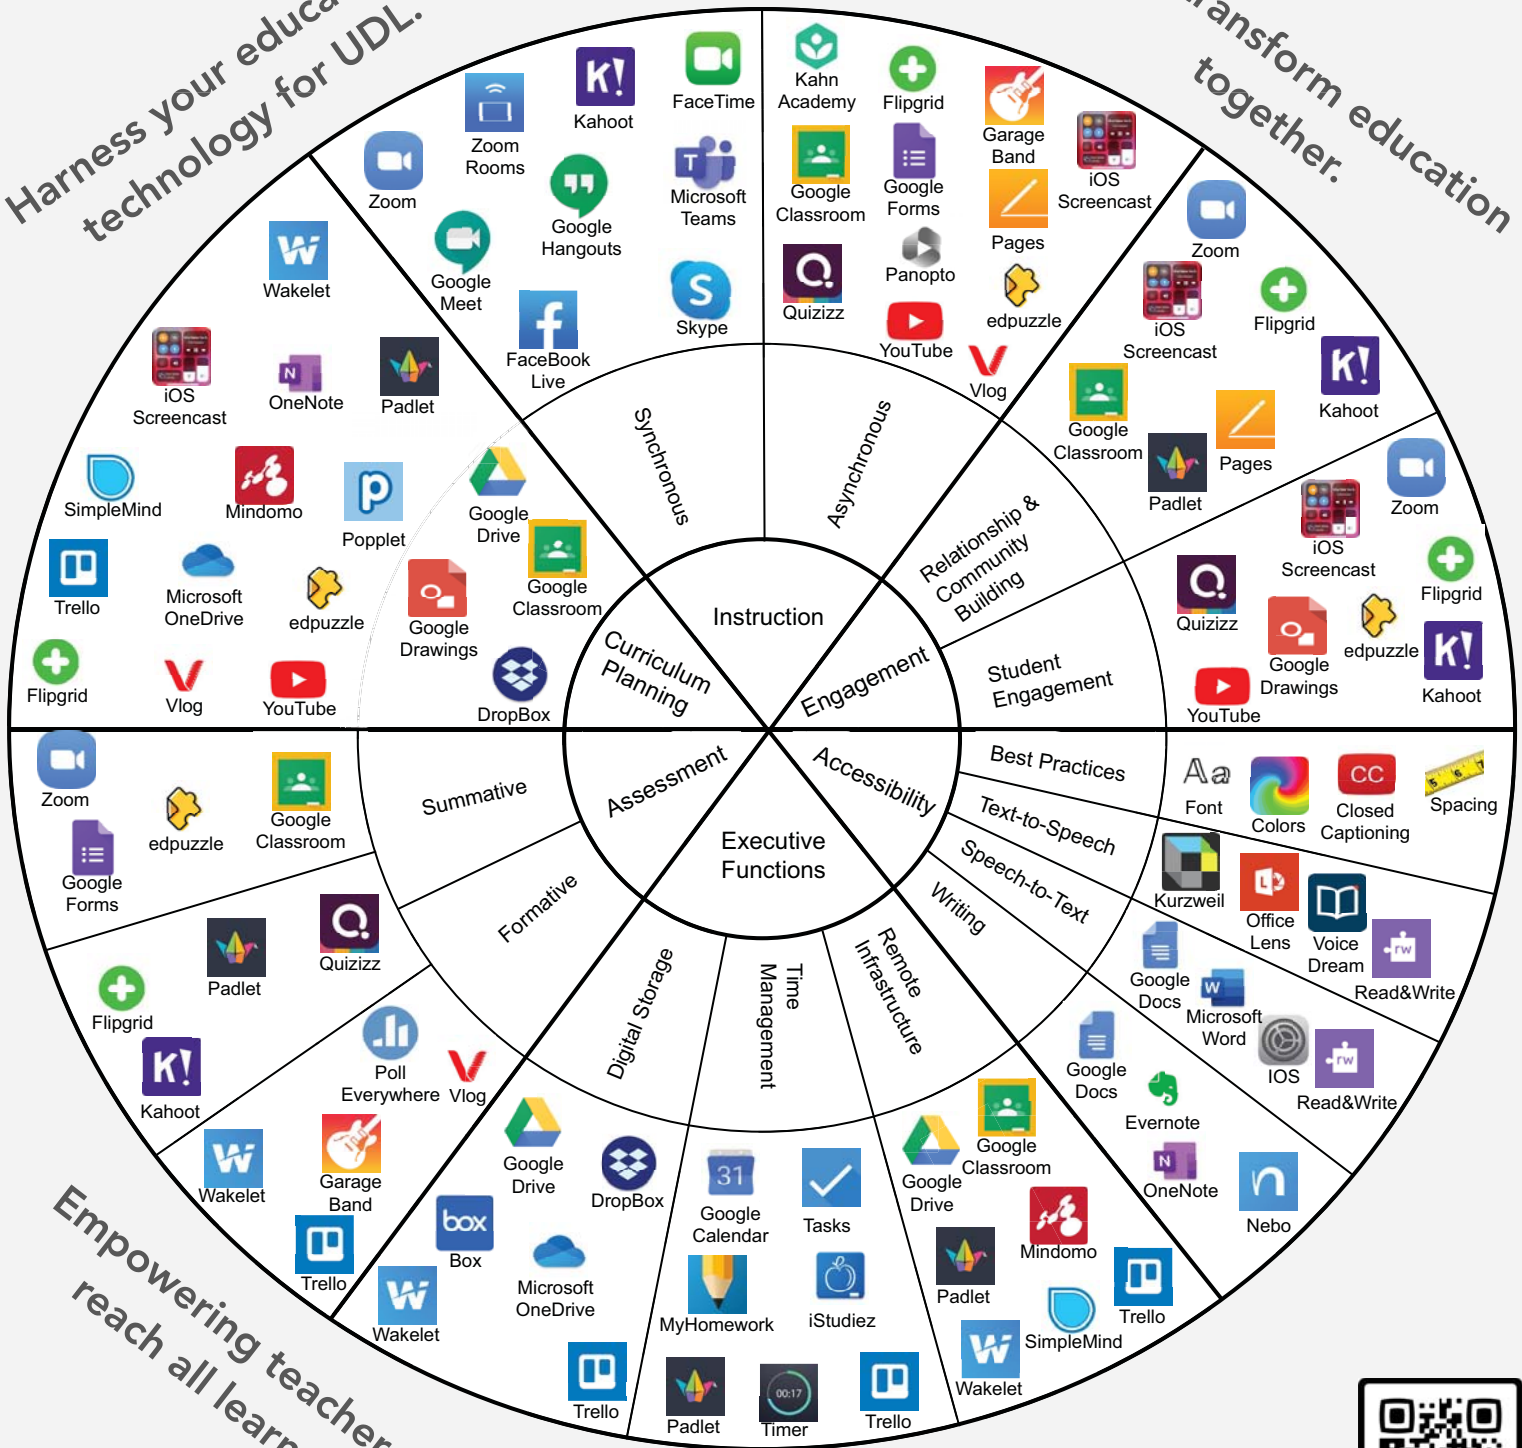 Harness your educa
technology for UDL.
ransform education
together.
Empowering teacher
reach all learn
Instruction
Synchronous
Zoom
Zoom
Rooms
Kahoot
FaceTime
Google
Meet
Google
Hangouts
Microsoft
Teams
FaceBook
Live
Skype
Asynchronous
Kahn
Academy
Flipgrid
Garage
Band
iOS
Screencast
Google
Classroom
Google
Forms
Pages
Quizizz
Panopto
edpuzzle
YouTube
Vlog
Engagement
Relationship &
Community
Building
Zoom
iOS
Screencast
Flipgrid
Kahoot
Google
Classroom
Pages
Padlet
Student
Engagement
Zoom
iOS
Screencast
Flipgrid
Quizizz
Google
Drawings
edpuzzle
Kahoot
YouTube
Accessibility
Best Practices
Aa
Font
Colors
CC
Closed
Captioning
5 6 7
Spacing
Text-to-Speech
Kurzweil
Office
Lens
Voice
Dream
rw
Read&Write
Speech-to-Text
Google
Docs
Microsoft
Word
IOS
rw
Read&Write
Writing
Google
Docs
Evernote
OneNote
Nebo
Executive
Functions
Remote
Infrastructure
Google
Classroom
Google
Drive
Mindomo
Padlet
Trello
SimpleMind
Wakelet
Time
Management
31
Google
Calendar
Tasks
MyHomework
iStudiez
Padlet
00:17
Timer
Trello
Digital Storage
Google
Drive
DropBox
box
Box
Microsoft
OneDrive
Wakelet
Trello
Assessment
Formative
Quizizz
Padlet
Flipgrid
Kahoot
Poll
Everywhere
Vlog
Garage
Band
Wakelet
Trello
Summative
Zoom
edpuzzle
Google
Classroom
Google
Forms
Curriculum
Planning
Wakelet
iOS
Screencast
OneNote
Padlet
SimpleMind
Mindomo
Popplet
Google
Drive
Google
Classroom
Trello
Microsoft
OneDrive
edpuzzle
Google
Drawings
Flipgrid
Vlog
YouTube
DropBox